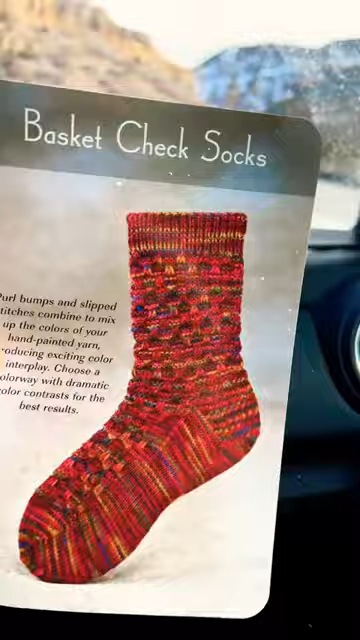 Basket Check Socks
Purl bumps and slipped
stitches combine to mix
up the colors of your
hand-painted yarn,
producing exciting color
interplay. Choose a
colorway with dramatic
color contrasts for the
best results.